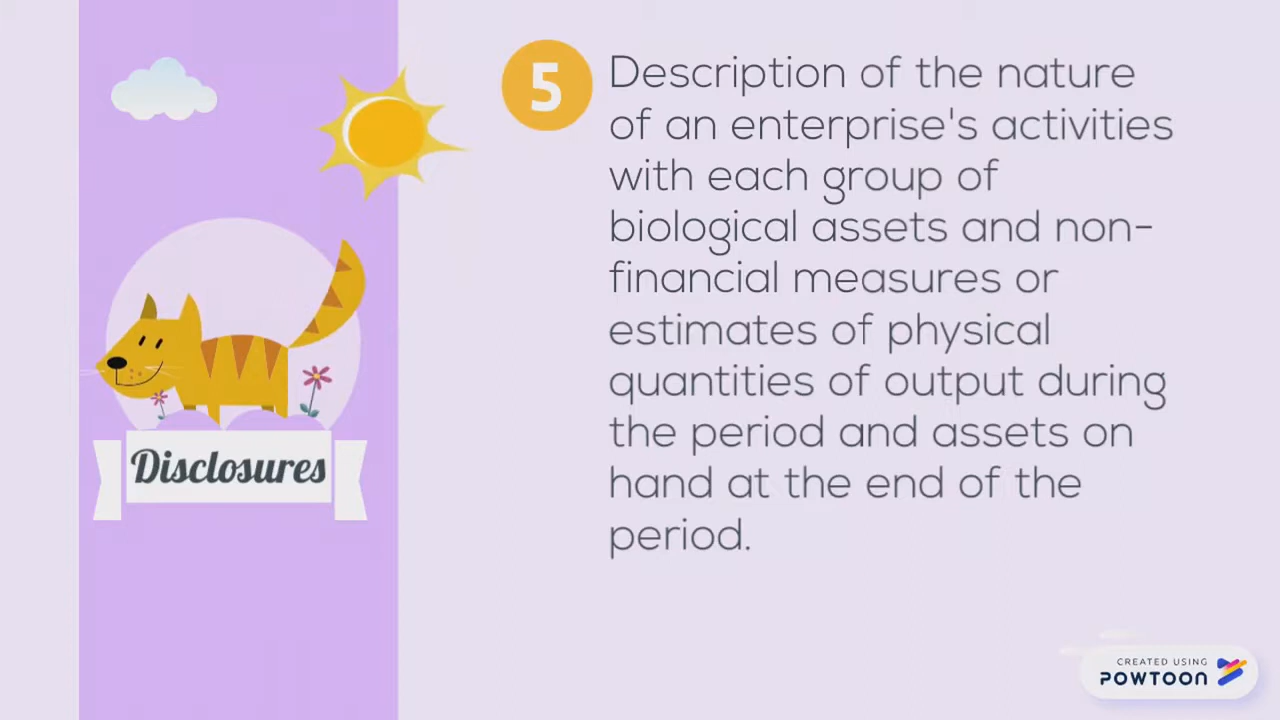 5
Description of the nature
of an enterprise's activities
with each group of
biological assets and non-
financial measures or
estimates of physical
quantities of output during
the period and assets on
hand at the end of the
period.
Disclosures
CREATED USING
POWTOON